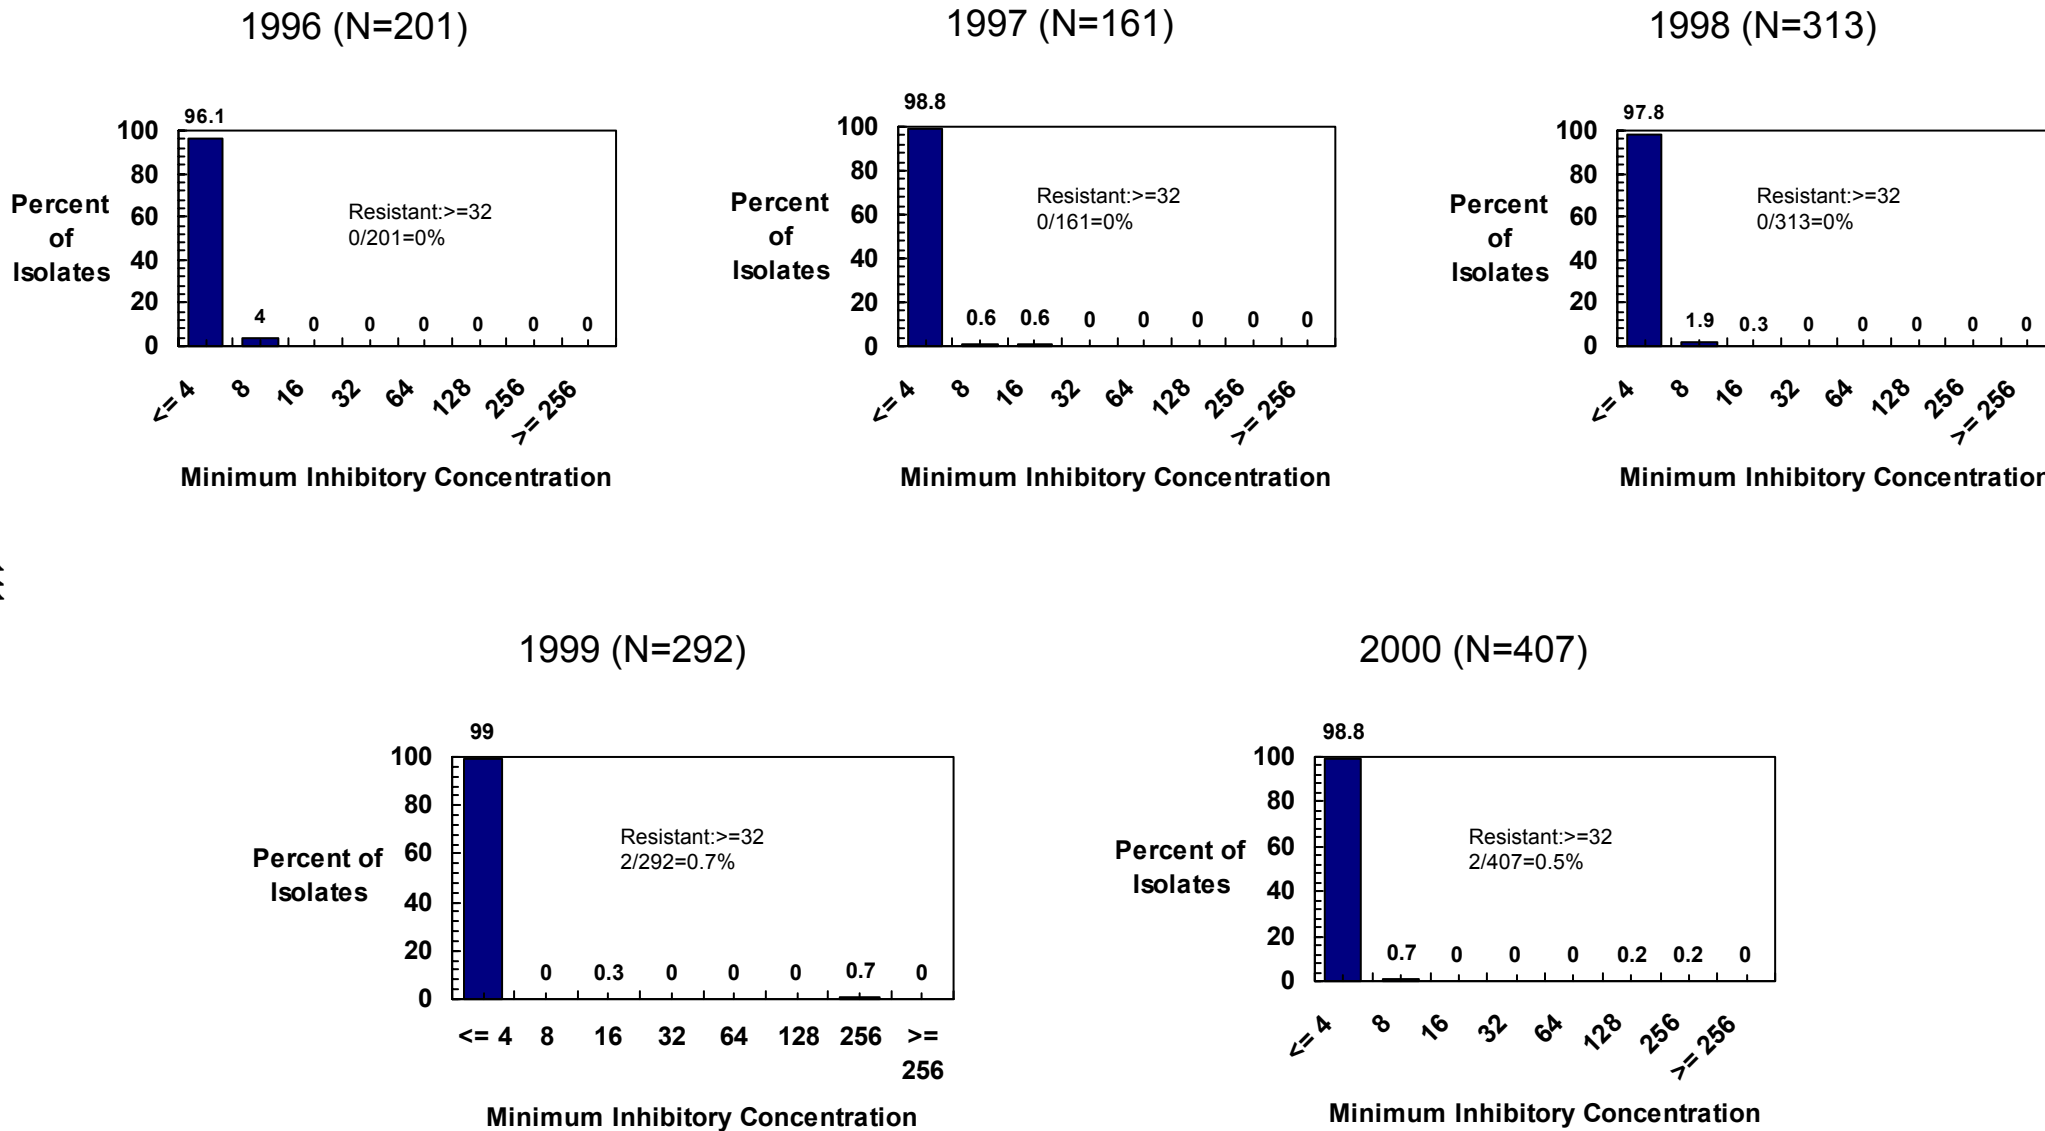 1996 (N=201)
96.1
100
80
60
40
20
0
Percent
of
Isolates
Resistant:>=32
0/201=0%
4 0 0 0 0 0 0
<= 4 8 16 32 64 128 256 >= 256
Minimum Inhibitory Concentration
1997 (N=161)
98.8
100
80
60
40
20
0
Percent
of
Isolates
Resistant:>=32
0/161=0%
0.6 0.6 0 0 0 0 0
<= 4 8 16 32 64 128 256 >= 256
Minimum Inhibitory Concentration
1998 (N=313)
97.8
100
80
60
40
20
0
Percent
of
Isolates
Resistant:>=32
0/313=0%
1.9 0.3 0 0 0 0 0
<= 4 8 16 32 64 128 256 >= 256
Minimum Inhibitory Concentration
1999 (N=292)
99
100
80
60
40
20
0
Percent of
Isolates
Resistant:>=32
2/292=0.7%
0 0.3 0 0 0 0.7 0
<= 4 8 16 32 64 128 256 >=
256
Minimum Inhibitory Concentration
2000 (N=407)
98.8
100
80
60
40
20
0
Percent of
Isolates
Resistant:>=32
2/407=0.5%
0.7 0 0 0 0.2 0.2 0
<= 4 8 16 32 64 128 256 >= 256
Minimum Inhibitory Concentration